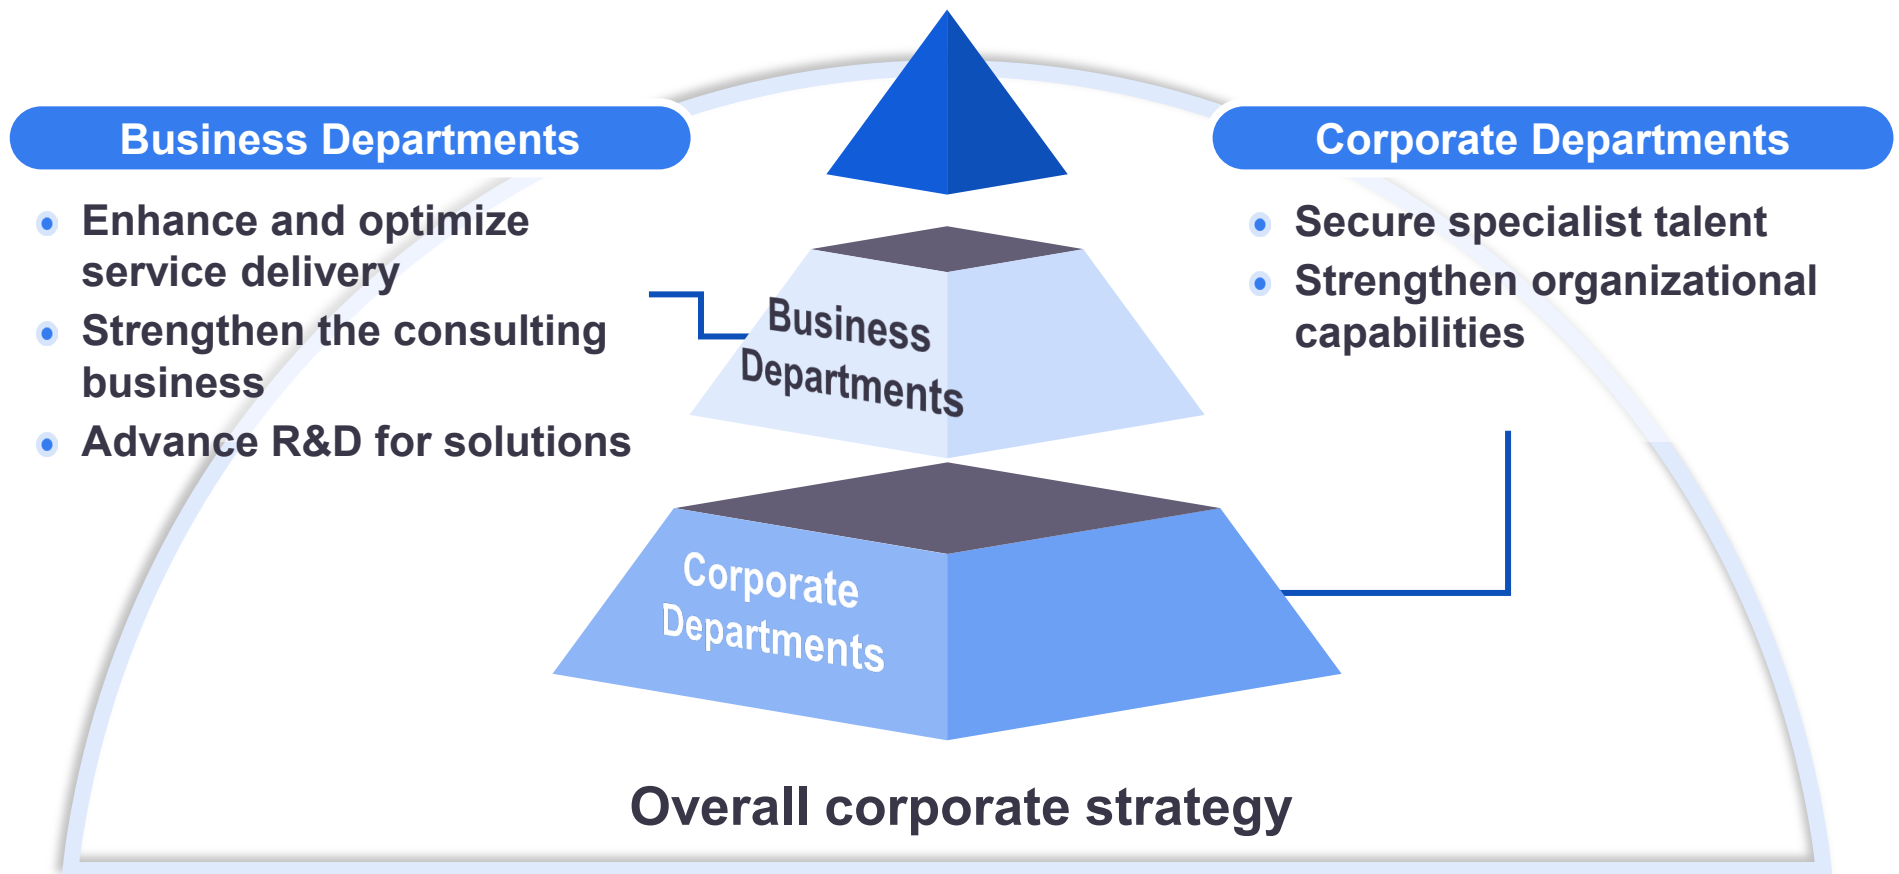 Business Departments
Enhance and optimize
service delivery
Strengthen the consulting
business
Advance R&D for solutions
Corporate Departments
Secure specialist talent
Strengthen organizational
capabilities
Business
Departments
Corporate
Departments
Overall corporate strategy